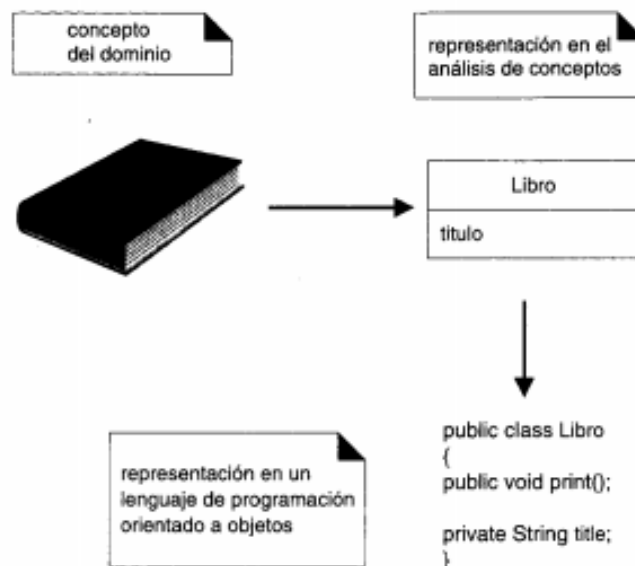 concepto
del dominio
representación en el
análisis de conceptos
Libro
titulo
representación en un
lenguaje de programación
orientado a objetos
public class Libro
{
public void print();
private String title;
}